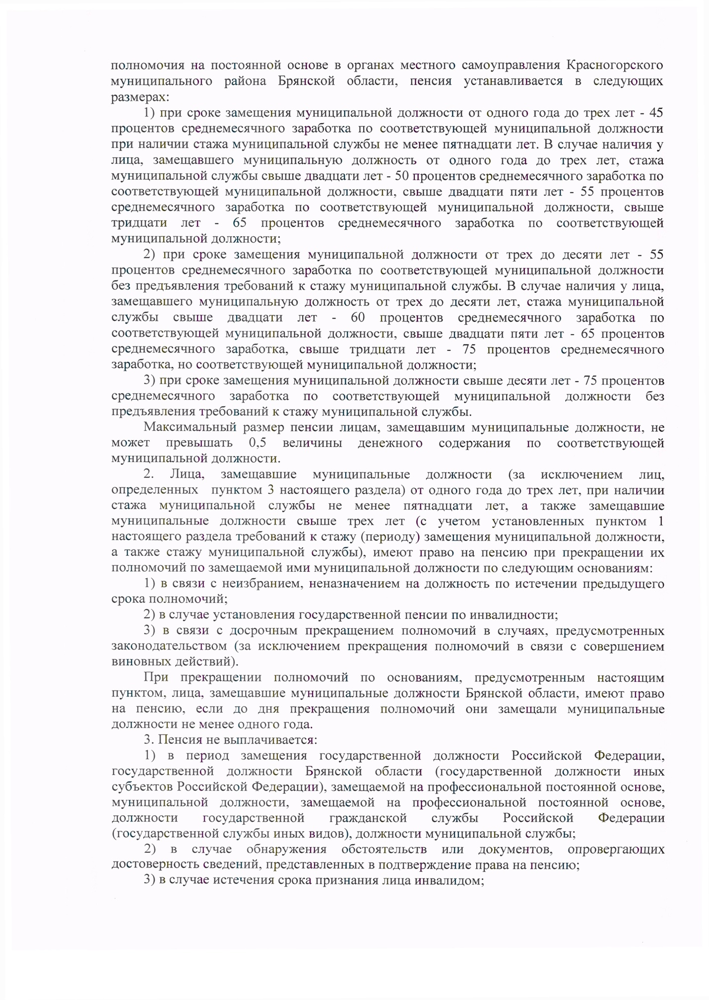 полномочия на постоянной основе в органах местного самоуправления Красногорского
муниципального района Брянской области, пенсия устанавливается в следующих
размерах:
1) при сроке замещения муниципальной должности от одного года до трех лет - 45
процентов среднемесячного заработка по соответствующей муниципальной должности
при наличии стажа муниципальной службы не менее пятнадцати лет. В случае наличия у
лица, замещавшего муниципальную должность от одного года до трех лет, стажа
муниципальной службы свыше двадцати лет - 50 процентов среднемесячного заработка по
соответствующей муниципальной должности, свыше двадцати пяти лет - 55 процентов
среднемесячного заработка по соответствующей муниципальной должности, свыше
тридцати лет - 65 процентов среднемесячного заработка по соответствующей
муниципальной должности;
2) при сроке замещения муниципальной должности от трех до десяти лет - 55
процентов среднемесячного заработка по соответствующей муниципальной должности
без предъявления требований к стажу муниципальной службы. В случае наличия у лица,
замещавшего муниципальную должность от трех до десяти лет, стажа муниципальной
службы свыше двадцати лет - 60 процентов среднемесячного заработка по
соответствующей муниципальной должности, свыше двадцати пяти лет - 65 процентов
среднемесячного заработка, свыше тридцати лет - 75 процентов среднемесячного
заработка, но соответствующей муниципальной должности;
3) при сроке замещения муниципальной должности свыше десяти лет - 75 процентов
среднемесячного заработка по соответствующей муниципальной должности без
предъявления требований к стажу муниципальной службы.
Максимальный размер пенсии лицам, замещавшим муниципальные должности, не
может превышать 0,5 величины денежного содержания по соответствующей
муниципальной должности.
2. Лица, замещавшие муниципальные должности (за исключением лиц,
определенных пунктом 3 настоящего раздела) от одного года до трех лет, при наличии
стажа муниципальной службы не менее пятнадцати лет, а также замещавшие
муниципальные должности свыше трех лет (с учетом установленных пунктом 1
настоящего раздела требований к стажу (периоду) замещения муниципальной должности,
а также стажу муниципальной службы), имеют право на пенсию при прекращении их
полномочий по замещаемой ими муниципальной должности по следующим основаниям:
1) в связи с неизбранием, неназначением на должность по истечении предыдущего
срока полномочий;
2) в случае установления государственной пенсии по инвалидности;
3) в связи с досрочным прекращением полномочий в случаях, предусмотренных
законодательством (за исключением прекращения полномочий в связи с совершением
виновных действий).
При прекращении полномочий по основаниям, предусмотренным настоящим
пунктом, лица, замещавшие муниципальные должности Брянской области, имеют право
на пенсию, если до дня прекращения полномочий они замещали муниципальные
должности не менее одного года.
3. Пенсия не выплачивается:
1) в период замещения государственной должности Российской Федерации,
государственной должности Брянской области (государственной должности иных
субъектов Российской Федерации), замещаемой на профессиональной постоянной основе,
муниципальной должности, замещаемой на профессиональной постоянной основе,
должности государственной гражданской службы Российской Федерации
(государственной службы иных видов), должности муниципальной службы;
2) в случае обнаружения обстоятельств или документов, опровергающих
достоверность сведений, представленных в подтверждение права на пенсию;
3) в случае истечения срока признания лица инвалидом;